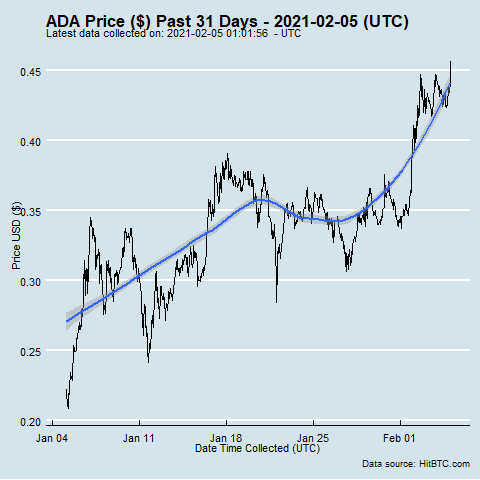 ADA Price ($) Past 31 Days - 2021-02-05 (UTC)
Latest data collected on: 2021-02-05 01:01:56 - UTC
Price USD ($)
0.45
0.40
0.35
0.30
0.25
0.20
Jan 04 Jan 11 Jan 18 Jan 25 Feb 01
Date Time Collected (UTC)
Data source: HitBTC.com